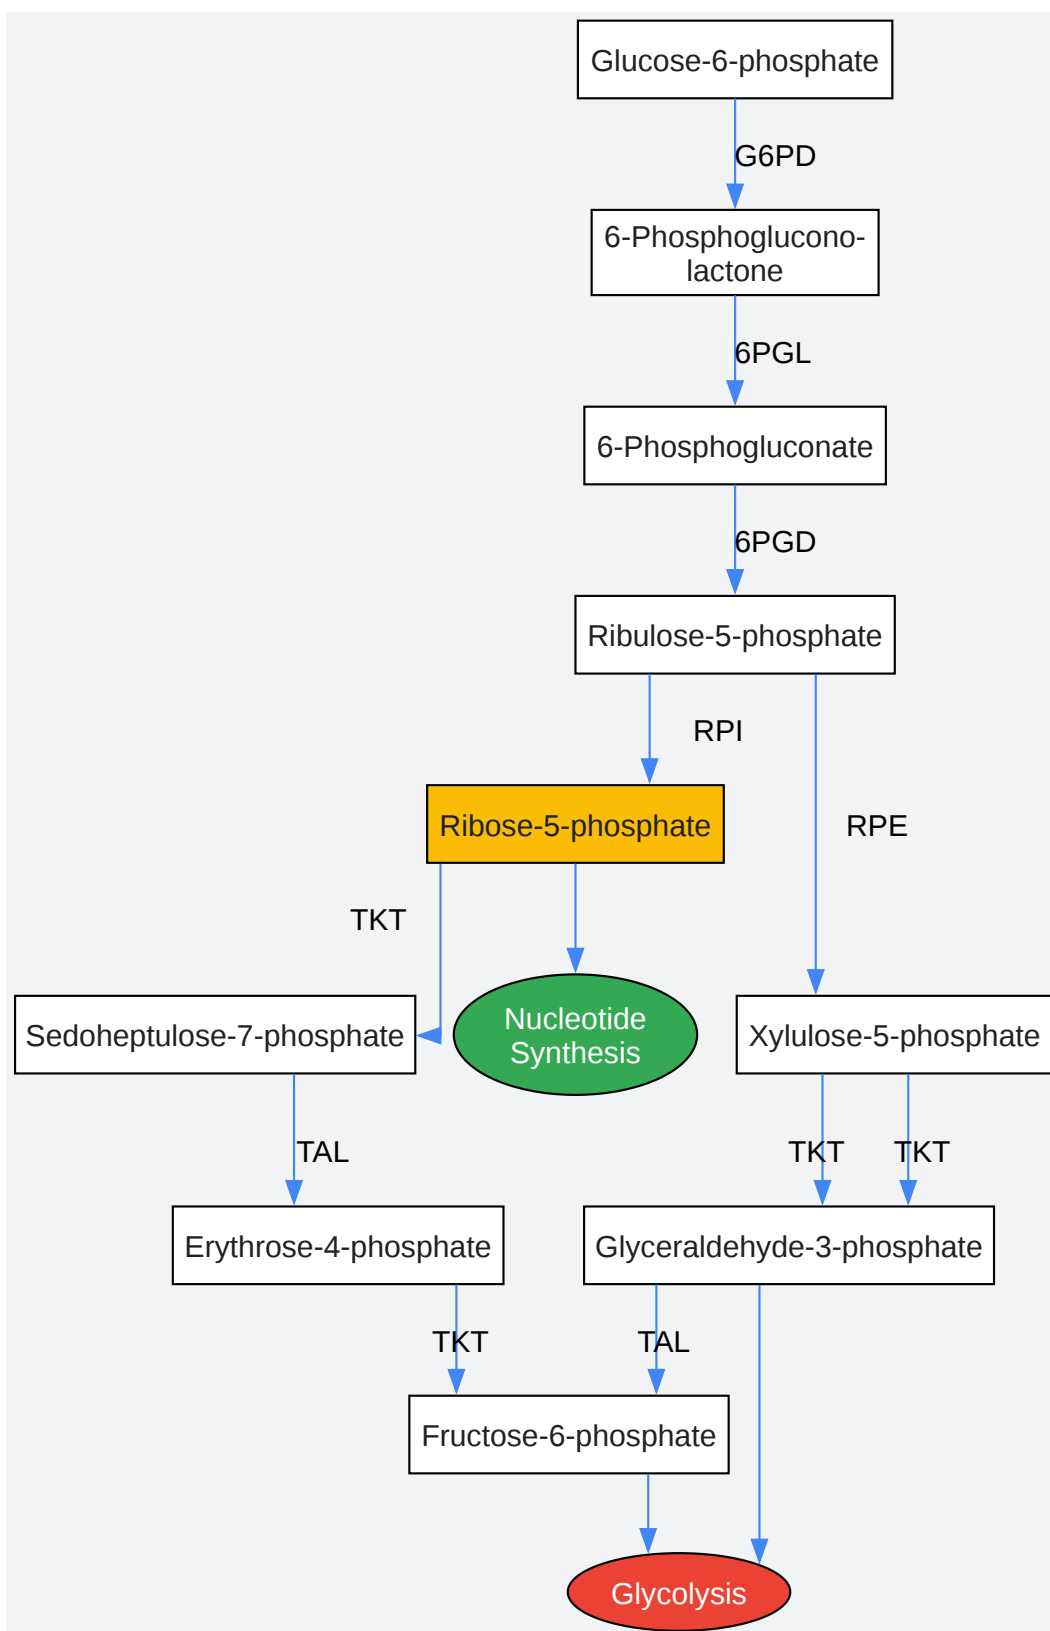 Glucose-6-phosphate
G6PD
6-Phosphoglucono-
lactone
6PGL
6-Phosphogluconate
6PGD
Ribulose-5-phosphate
RPI
Ribose-5-phosphate
RPE
TKT
Nucleotide
Synthesis
Sedoheptulose-7-phosphate
Xylulose-5-phosphate
TAL
TKT
TKT
Erythrose-4-phosphate
Glyceraldehyde-3-phosphate
TKT
TAL
Fructose-6-phosphate
Glycolysis